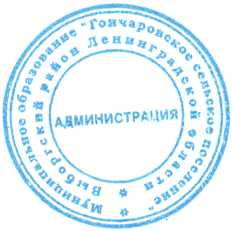 Муниципальное образование "Гончаровское сельское поселение"
Выборгский район Ленинградской области
АДМИНИСТРАЦИЯ